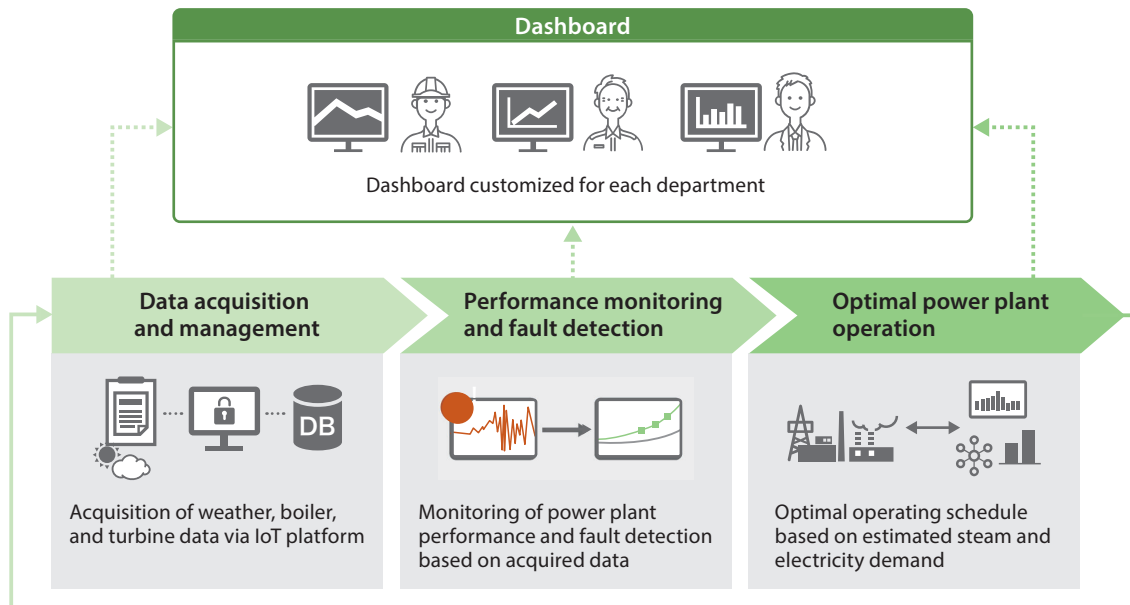 Dashboard
Dashboard customized for each department
Data acquisition
and management
Performance monitoring
and fault detection
Optimal power plant
operation
DB
Acquisition of weather, boiler,
and turbine data via IoT platform
Monitoring of power plant
performance and fault detection
based on acquired data
Optimal operating schedule
based on estimated steam and
electricity demand